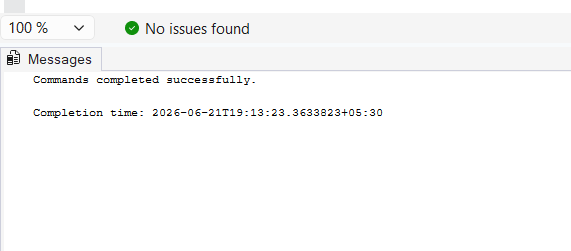 100 %
No issues found
Messages
Commands completed successfully.
Completion time: 2026-06-21T19:13:23.3633823+05:30